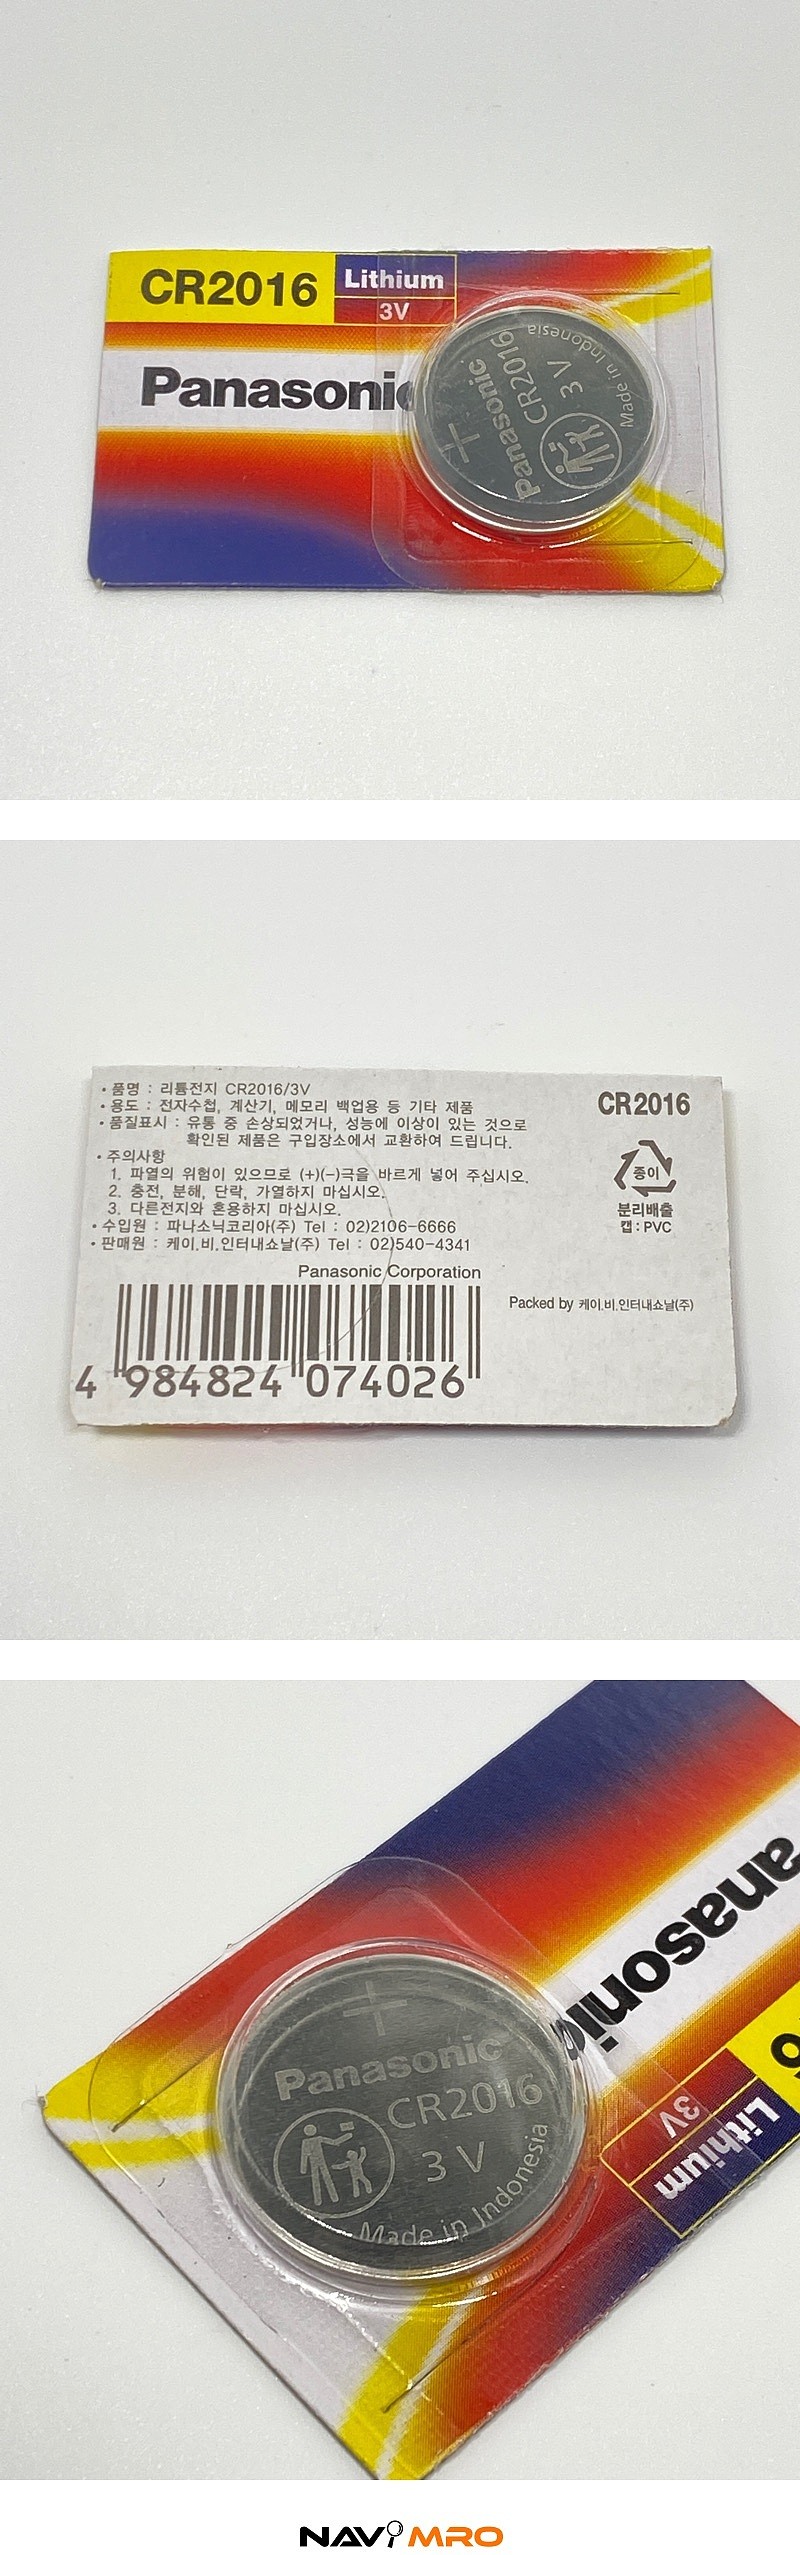 CR2016
Lithium
3V
Panasonic
Panasonic
CR2016
3V
Made in Indonesia
• 품명 : 리튬전지 CR2016/3V
• 용도 : 전자수첩, 계산기, 메모리 백업용 등 기타 제품
• 품질표시 : 유통 중 손상되었거나, 성능에 이상이 있는 것으로
확인된 제품은 구입장소에서 교환하여 드립니다.
• 주의사항
1. 파열의 위험이 있으므로 (+)(-)극을 바르게 넣어 주십시오.
2. 충전, 분해, 단락, 가열하지 마십시오.
3. 다른전지와 혼용하지 마십시오.
• 수입원 : 파나소닉코리아(주) Tel : 02)2106-6666
• 판매원 : 케이.비.인터내쇼날(주) Tel : 02)540-4341
Panasonic Corporation
4 984824 074026
CR2016
종이
분리배출
캡 : PVC
Packed by 케이.비.인터내쇼날(주)
anasonic
6
Lithium
3V
+
Panasonic
CR2016
3 V
Made in Indonesia
NAVI MRO